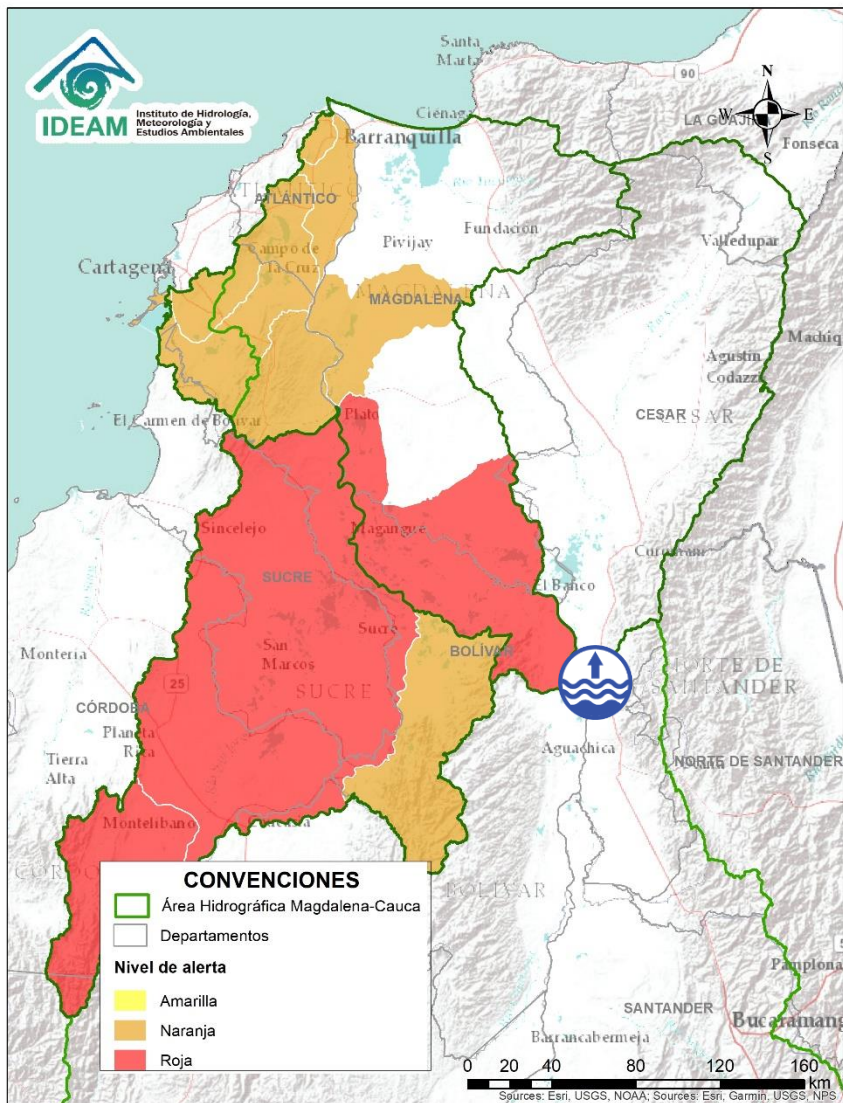 IDEAM
Instituto de Hidrología,
Meteorología y
Estudios Ambientales
Santa
Marta
90
N
W
E
S
LA GUAJIRA
Ciénaga
Barranquilla
Fonseca
ATLÁNTICO
ATLÁNTICO
Fundación
Pivijay
Valledupar
Campo de
la Cruz
Cartagena
MAGDALENA
MAGDALENA
Agustín
Codazzi
CESAR
CESAR
Plato
El Carmen de Bolívar
Sincelejo
Magangué
SUCRE
El Banco
Sucre
San
Marcos
BOLÍVAR
SUCRE
NORTE DE
SANTANDER
25
CÓRDOBA
Planeta
Rica
Tierra
Alta
Aguachica
NORTE DE SANTANDER
Montelíbano
BOLÍVAR
CONVENCIONES
Área Hidrográfica Magdalena-Cauca
Departamentos
Nivel de alerta
Amarilla
Naranja
Roja
Pamplona
SANTANDER
Barrancabermeja
0 20 40 80 120 160
km
Sources: Esri, USGS, NOAA; Sources: Esri, Garmin, USGS, NPS